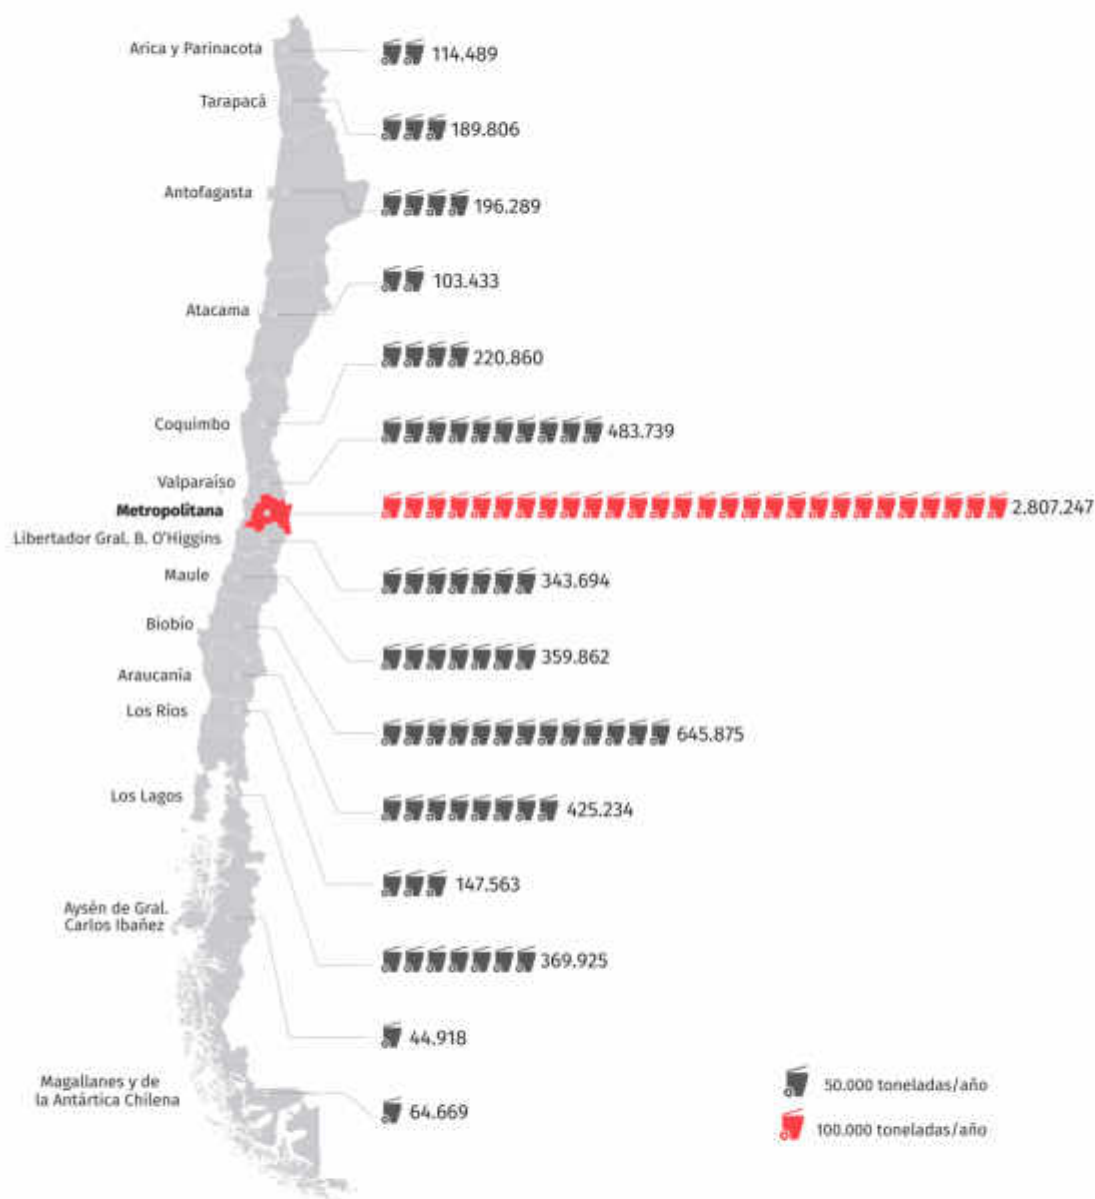 Arica y Parinacota
114.489
Tarapacá
189.806
Antofagasta
196.289
Atacama
103.433
Coquimbo
220.860
Valparaíso
483.739
Metropolitana
2.807.247
Libertador Gral. B. O'Higgins
343.694
Maule
359.862
Biobío
645.875
Araucanía
425.234
Los Ríos
147.563
Los Lagos
369.925
Aysén de Gral.
Carlos Ibañez
44.918
Magallanes y de
la Antártica Chilena
64.669
50.000 toneladas/año
100.000 toneladas/año